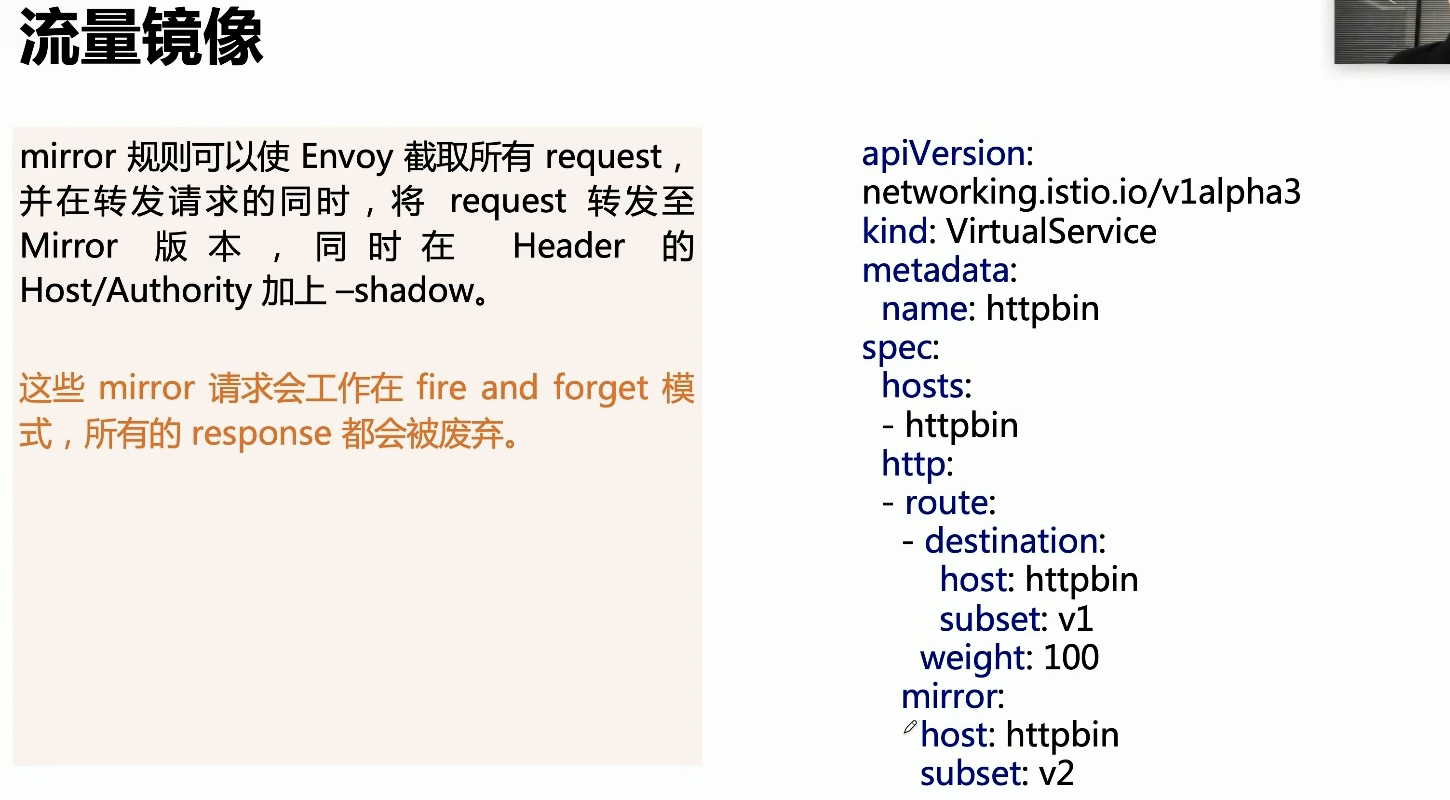 流量镜像
mirror 规则可以使 Envoy 截取所有 request，
并在转发请求的同时，将 request 转发至
Mirror 版本，同时在 Header 的
Host/Authority 加上 –shadow。
这些 mirror 请求会工作在 fire and forget 模
式，所有的 response 都会被废弃。
apiVersion:
networking.istio.io/v1alpha3
kind: VirtualService
metadata:
  name: httpbin
spec:
  hosts:
  - httpbin
  http:
  - route:
    - destination:
        host: httpbin
        subset: v1
      weight: 100
    mirror:
      host: httpbin
      subset: v2